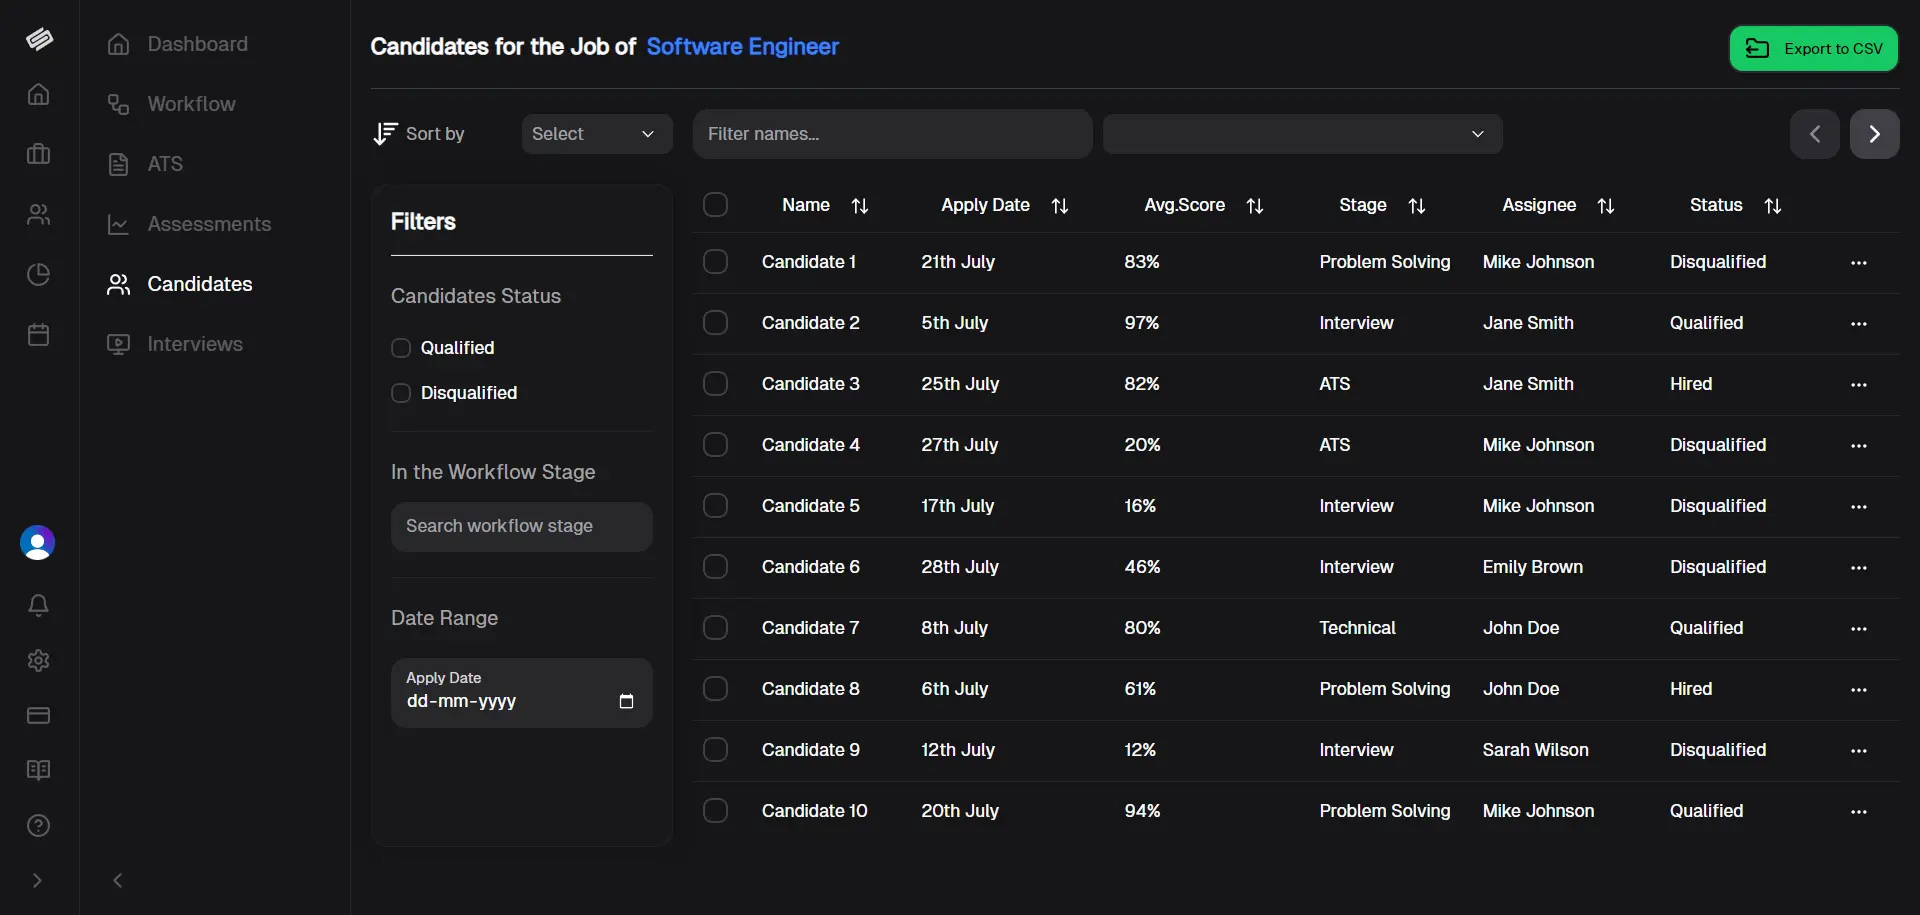 Dashboard
Workflow
ATS
Assessments
Candidates
Interviews
Candidates for the Job of Software Engineer
Export to CSV
Sort by
Select
Filter names...
Filters
Candidates Status
Qualified
Disqualified
In the Workflow Stage
Search workflow stage
Date Range
Apply Date
dd-mm-yyyy
Name Apply Date Avg.Score Stage Assignee Status
Candidate 1 21th July 83% Problem Solving Mike Johnson Disqualified
Candidate 2 5th July 97% Interview Jane Smith Qualified
Candidate 3 25th July 82% ATS Jane Smith Hired
Candidate 4 27th July 20% ATS Mike Johnson Disqualified
Candidate 5 17th July 16% Interview Mike Johnson Disqualified
Candidate 6 28th July 46% Interview Emily Brown Disqualified
Candidate 7 8th July 80% Technical John Doe Qualified
Candidate 8 6th July 61% Problem Solving John Doe Hired
Candidate 9 12th July 12% Interview Sarah Wilson Disqualified
Candidate 10 20th July 94% Problem Solving Mike Johnson Qualified